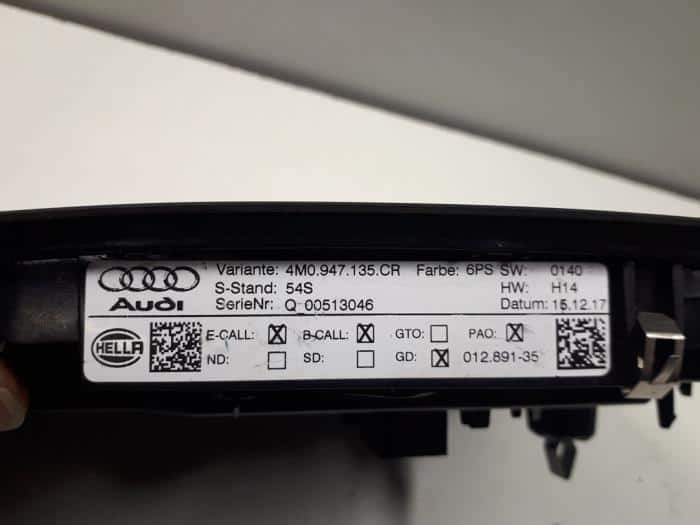 Variante: 4M0.947.135.CR Farbe: 6PS SW: 0140
S-Stand: 54S HW: H14
Audi SerieNr: Q 00513046 Datum: 15.12.17
HELLA E-CALL: ☒ B-CALL: ☒ GTO: ☐ PAO: ☒
ND: ☐ SD: ☐ GD: ☒ 012.891-35